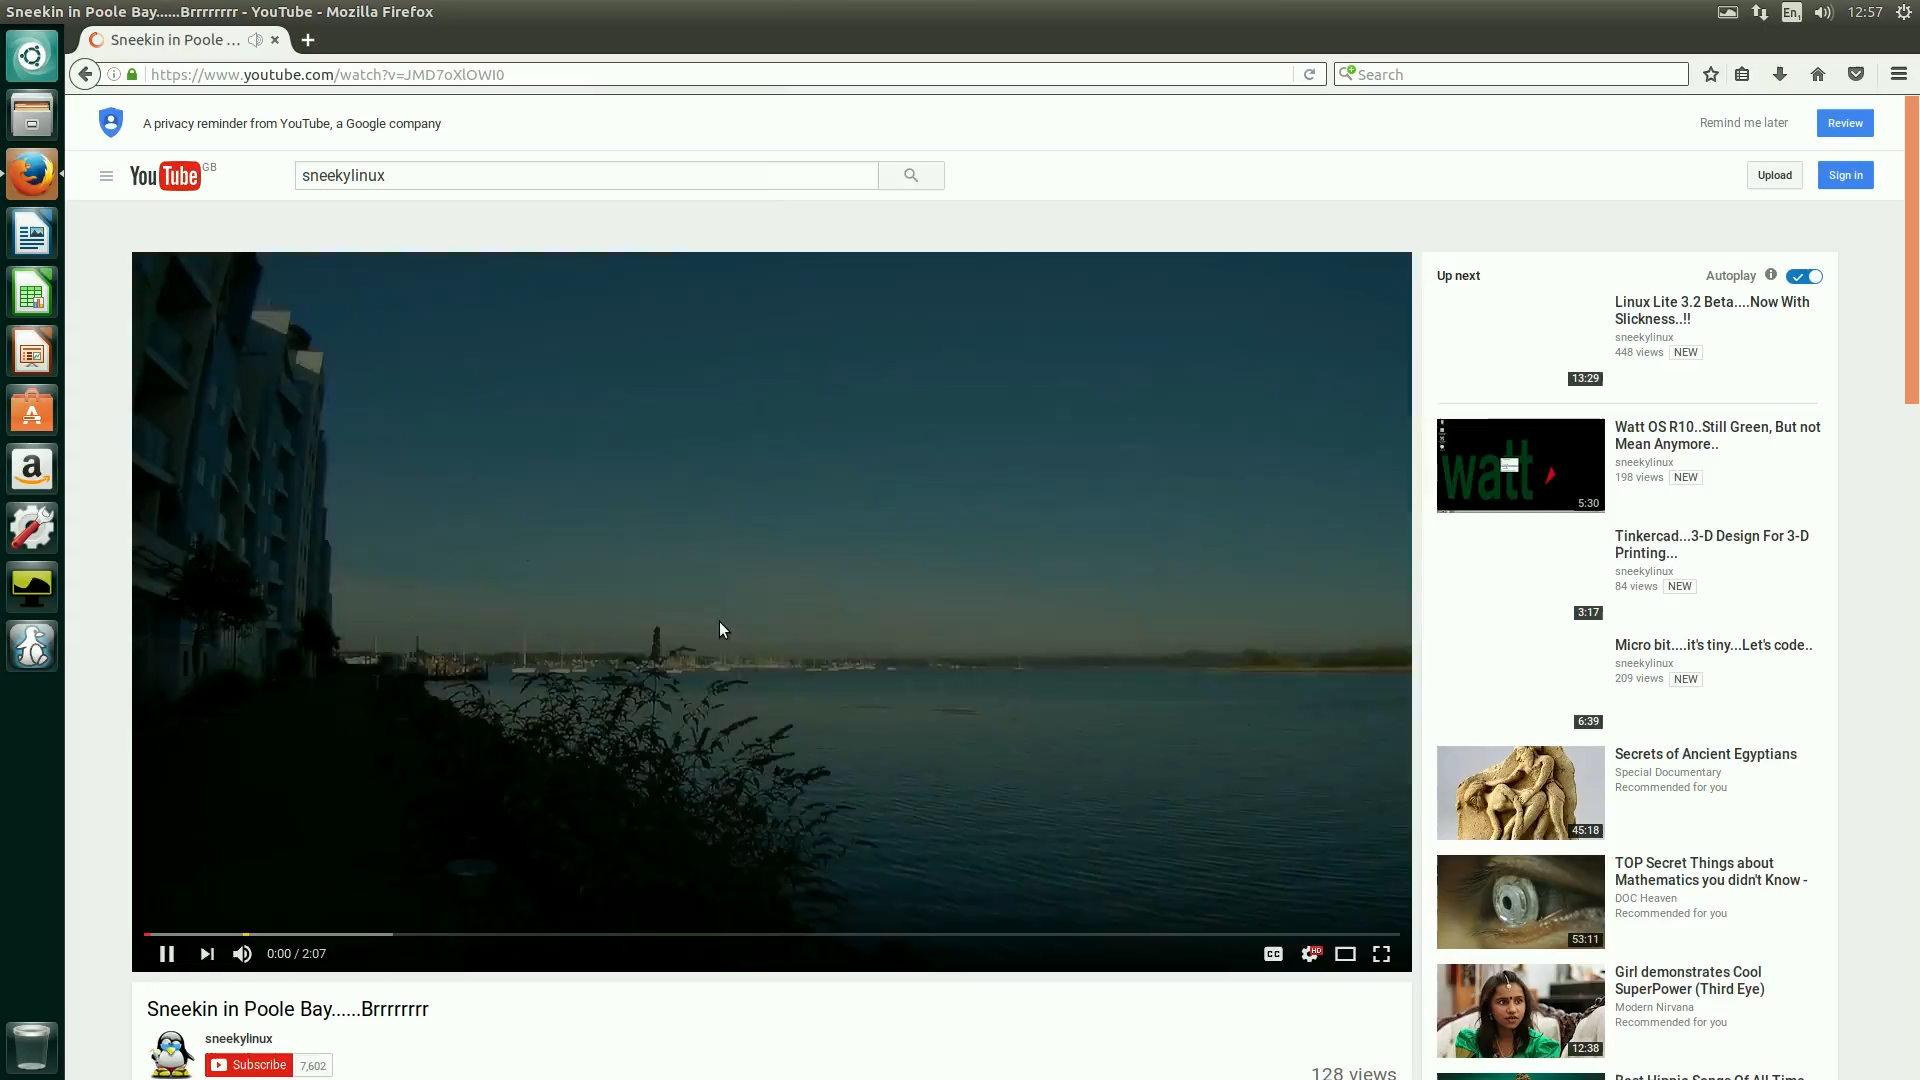 Sneekin in Poole Bay......Brrrrrrrr - YouTube - Mozilla Firefox
En1
12:57
Sneekin in Poole ...
https://www.youtube.com/watch?v=JMD7oXlOWI0
Search
A privacy reminder from YouTube, a Google company
Remind me later
Review
YouTube GB
sneekylinux
Upload
Sign in
Up next
Autoplay
Linux Lite 3.2 Beta....Now With
Slickness..!!
sneekylinux
448 views NEW
13:29
Watt OS R10..Still Green, But not
Mean Anymore..
sneekylinux
198 views NEW
watt
5:30
Tinkercad...3-D Design For 3-D
Printing...
sneekylinux
84 views NEW
3:17
Micro bit....it's tiny...Let's code..
sneekylinux
209 views NEW
6:39
Secrets of Ancient Egyptians
Special Documentary
Recommended for you
45:18
TOP Secret Things about
Mathematics you didn't Know -
DOC Heaven
Recommended for you
53:11
Girl demonstrates Cool
SuperPower (Third Eye)
Modern Nirvana
Recommended for you
12:38
0:00 / 2:07
CC
HD
Sneekin in Poole Bay......Brrrrrrrr
sneekylinux
Subscribe 7,602
128 views